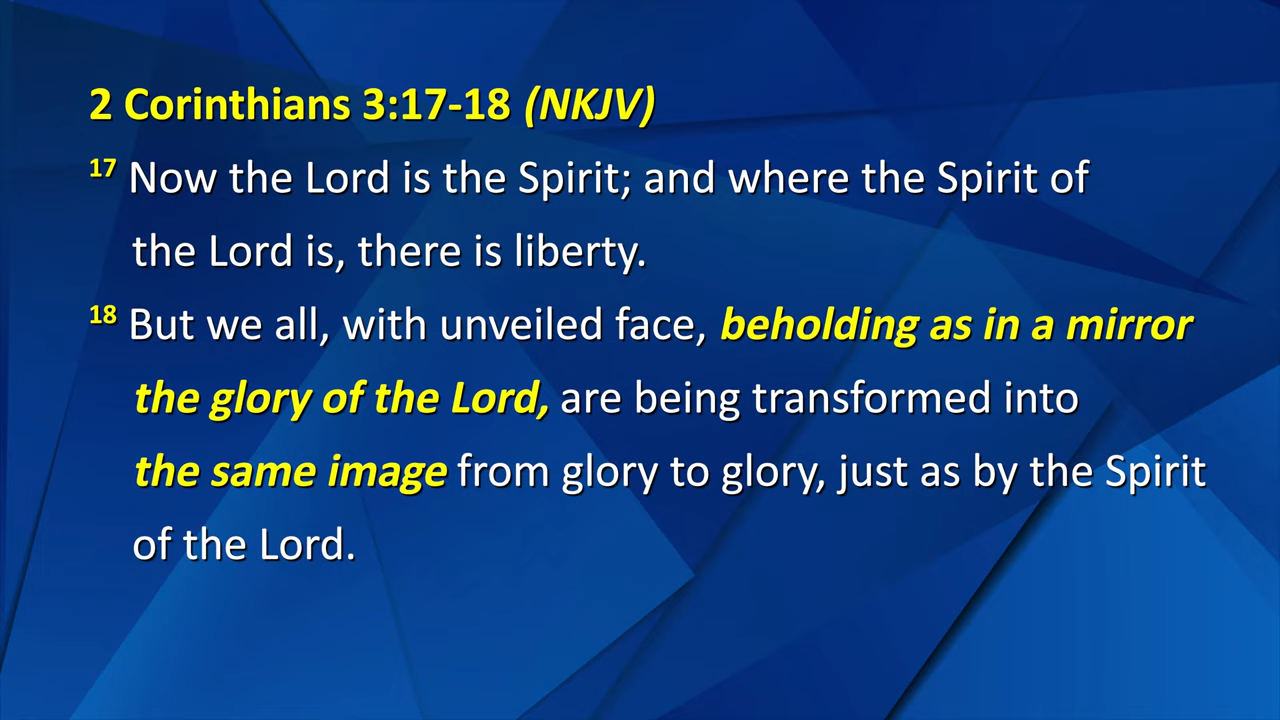 2 Corinthians 3:17-18 (NKJV)
17 Now the Lord is the Spirit; and where the Spirit of
the Lord is, there is liberty.
18 But we all, with unveiled face, beholding as in a mirror
the glory of the Lord, are being transformed into
the same image from glory to glory, just as by the Spirit
of the Lord.